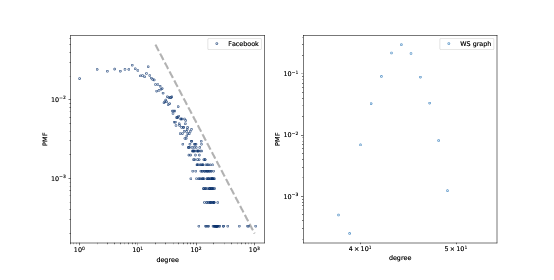 Facebook
PMF
10⁻²
10⁻³
10⁰ 10¹ 10² 10³
degree
WS graph
PMF
10⁻¹
10⁻²
10⁻³
4 × 10¹ 5 × 10¹
degree